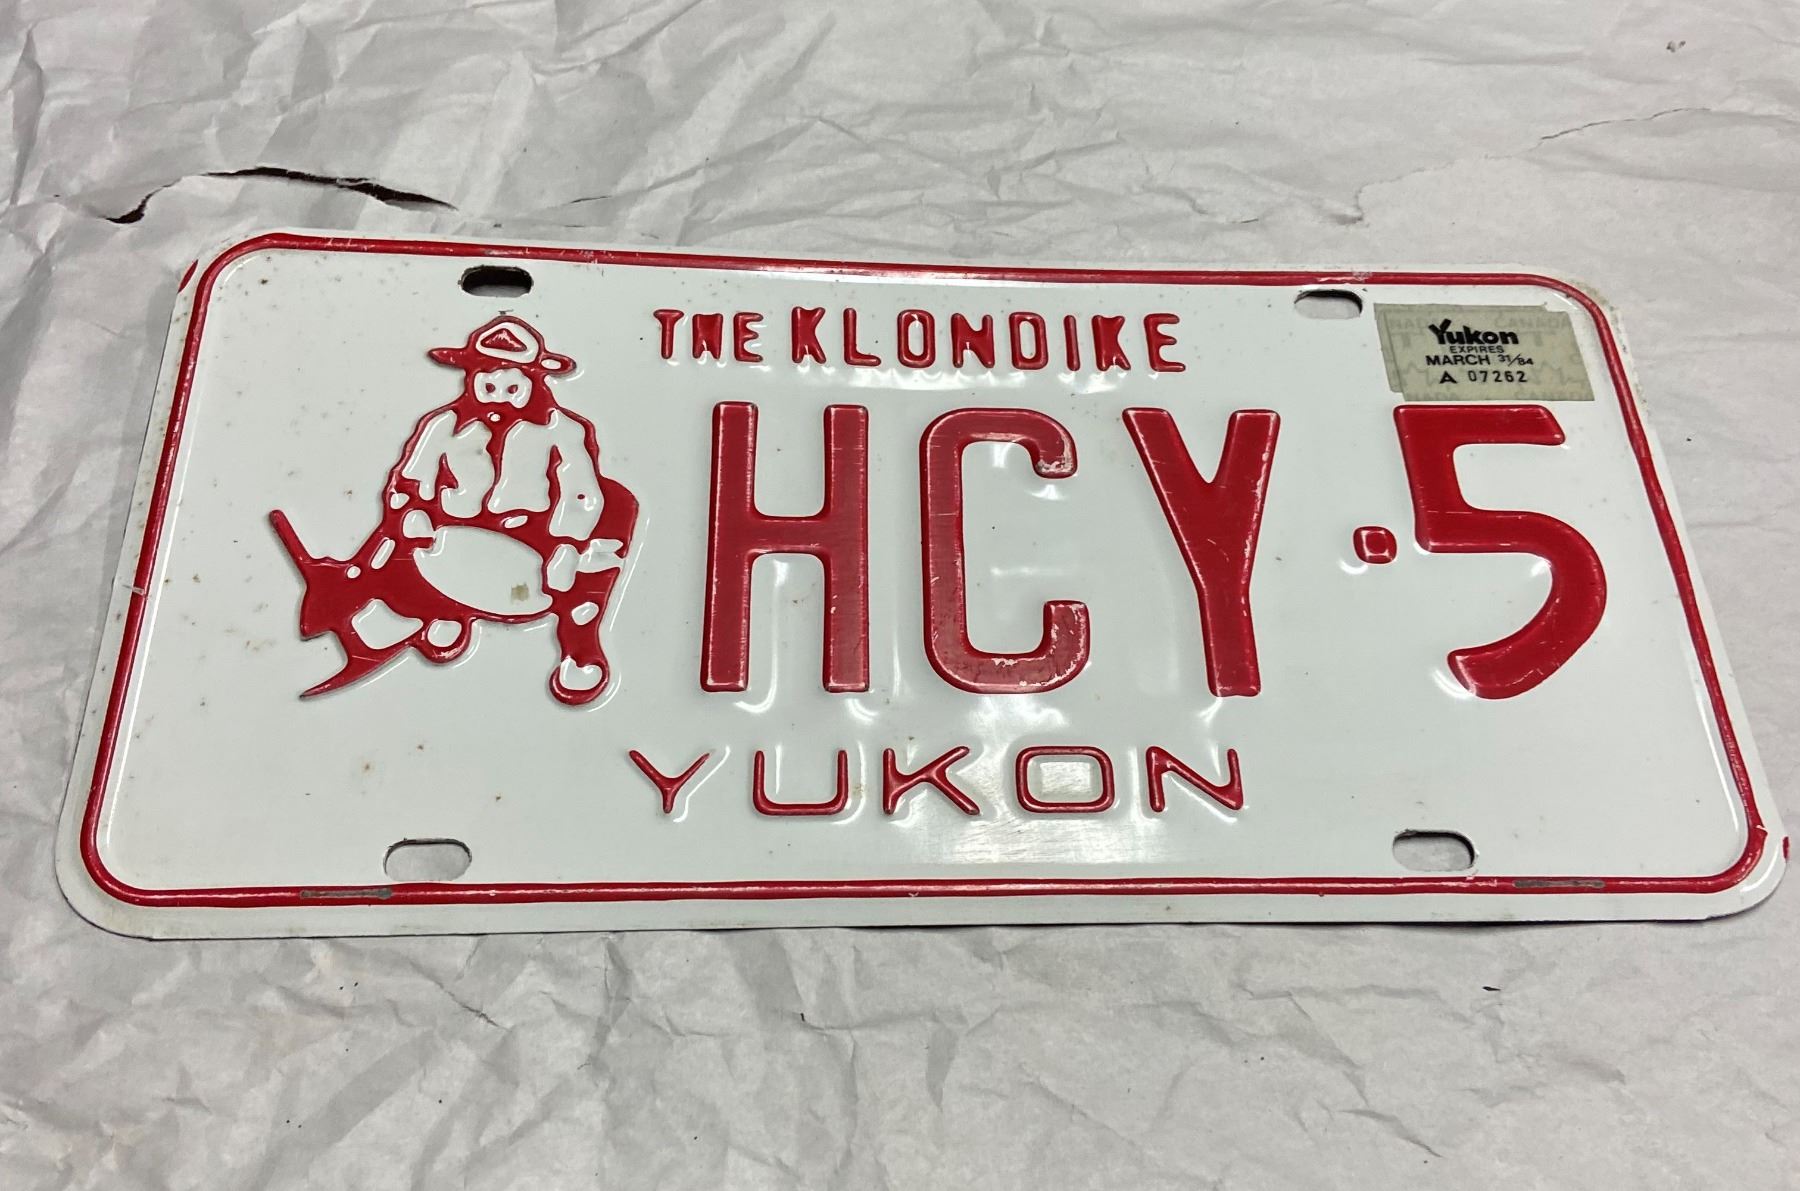 THE KLONDIKE
Yukon
EXPIRES
MARCH 31/84
A 07262
HCY·5
YUKON